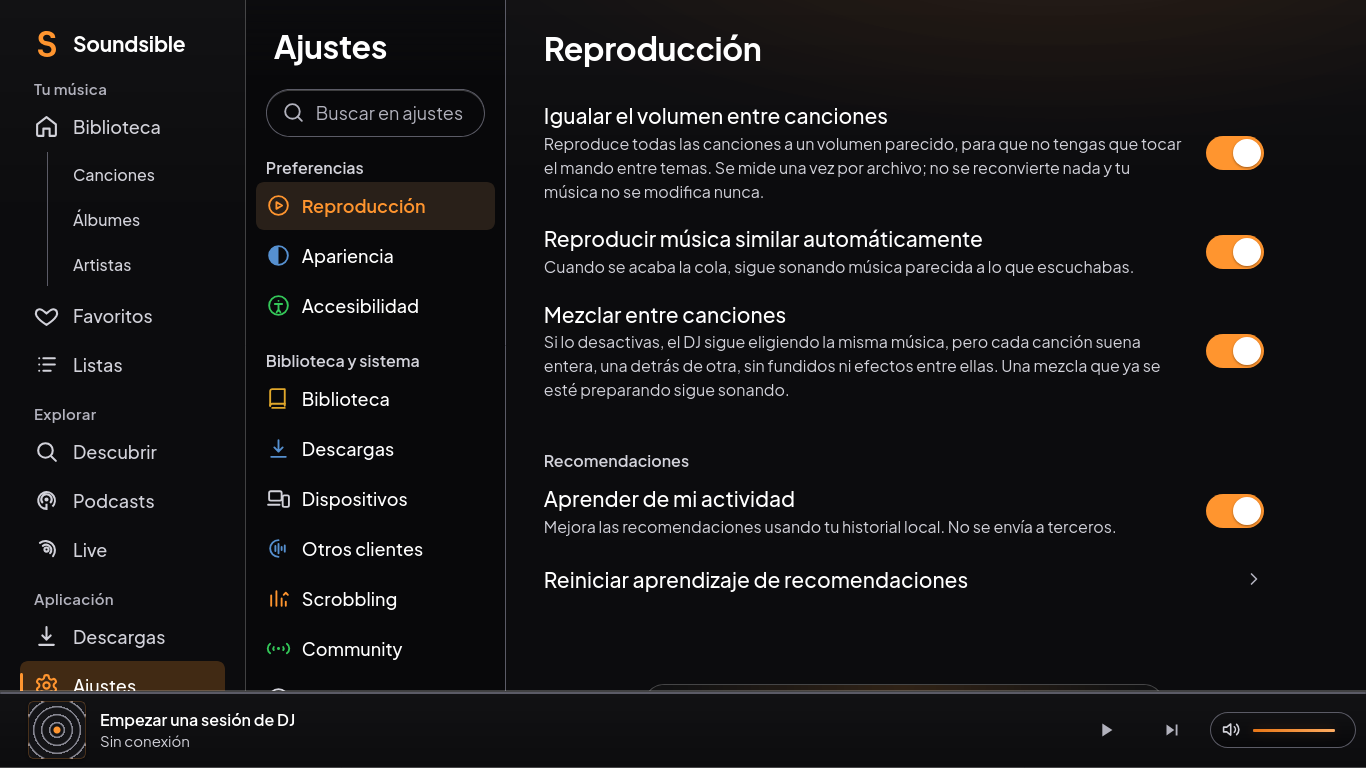 Soundsible
Tu música
Biblioteca
Canciones
Álbumes
Artistas
Favoritos
Listas
Explorar
Descubrir
Podcasts
Live
Aplicación
Descargas
Ajustes
Ajustes
Buscar en ajustes
Preferencias
Reproducción
Apariencia
Accesibilidad
Biblioteca y sistema
Biblioteca
Descargas
Dispositivos
Otros clientes
Scrobbling
Community
Reproducción
Igualar el volumen entre canciones
Reproduce todas las canciones a un volumen parecido, para que no tengas que tocar
el mando entre temas. Se mide una vez por archivo; no se reconvierte nada y tu
música no se modifica nunca.
Reproducir música similar automáticamente
Cuando se acaba la cola, sigue sonando música parecida a lo que escuchabas.
Mezclar entre canciones
Si lo desactivas, el DJ sigue eligiendo la misma música, pero cada canción suena
entera, una detrás de otra, sin fundidos ni efectos entre ellas. Una mezcla que ya se
esté preparando sigue sonando.
Recomendaciones
Aprender de mi actividad
Mejora las recomendaciones usando tu historial local. No se envía a terceros.
Reiniciar aprendizaje de recomendaciones
Empezar una sesión de DJ
Sin conexión